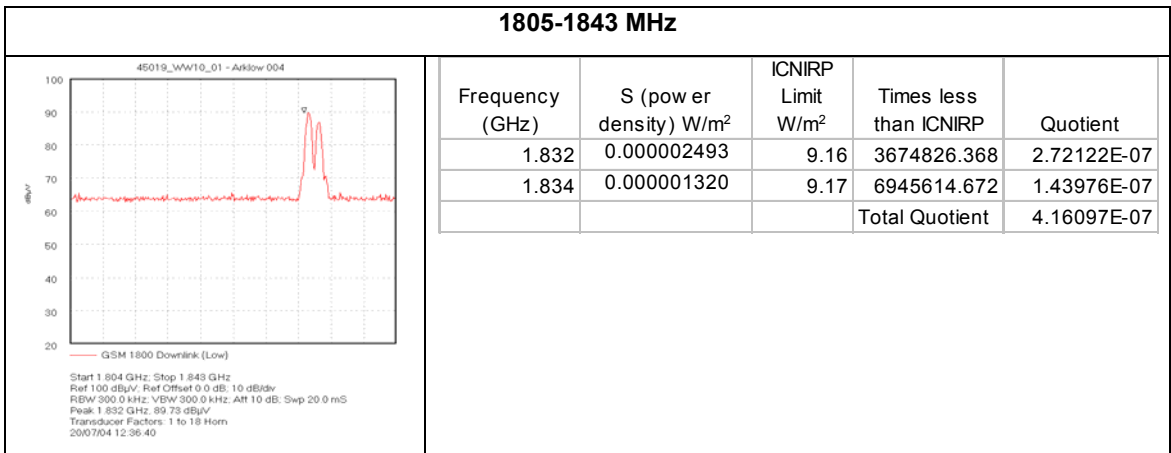 1805-1843 MHz
45019_WW10_01 - Arklow 004
100
90
80
70
60
50
40
30
20
dBµV
GSM 1800 Downlink (Low)
Start 1.804 GHz; Stop 1.843 GHz
Ref 100 dBµV; Ref Offset 0.0 dB; 10 dB/div
RBW 300.0 kHz; VBW 300.0 kHz; Att 10 dB; Swp 20.0 mS
Peak 1.832 GHz, 89.73 dBµV
Transducer Factors: 1 to 18 Horn
20/07/04 12:36:40
Frequency (GHz) S (pow er density) W/m² ICNIRP Limit W/m² Times less than ICNIRP Quotient
1.832 0.000002493 9.16 3674826.368 2.72122E-07
1.834 0.000001320 9.17 6945614.672 1.43976E-07
Total Quotient 4.16097E-07